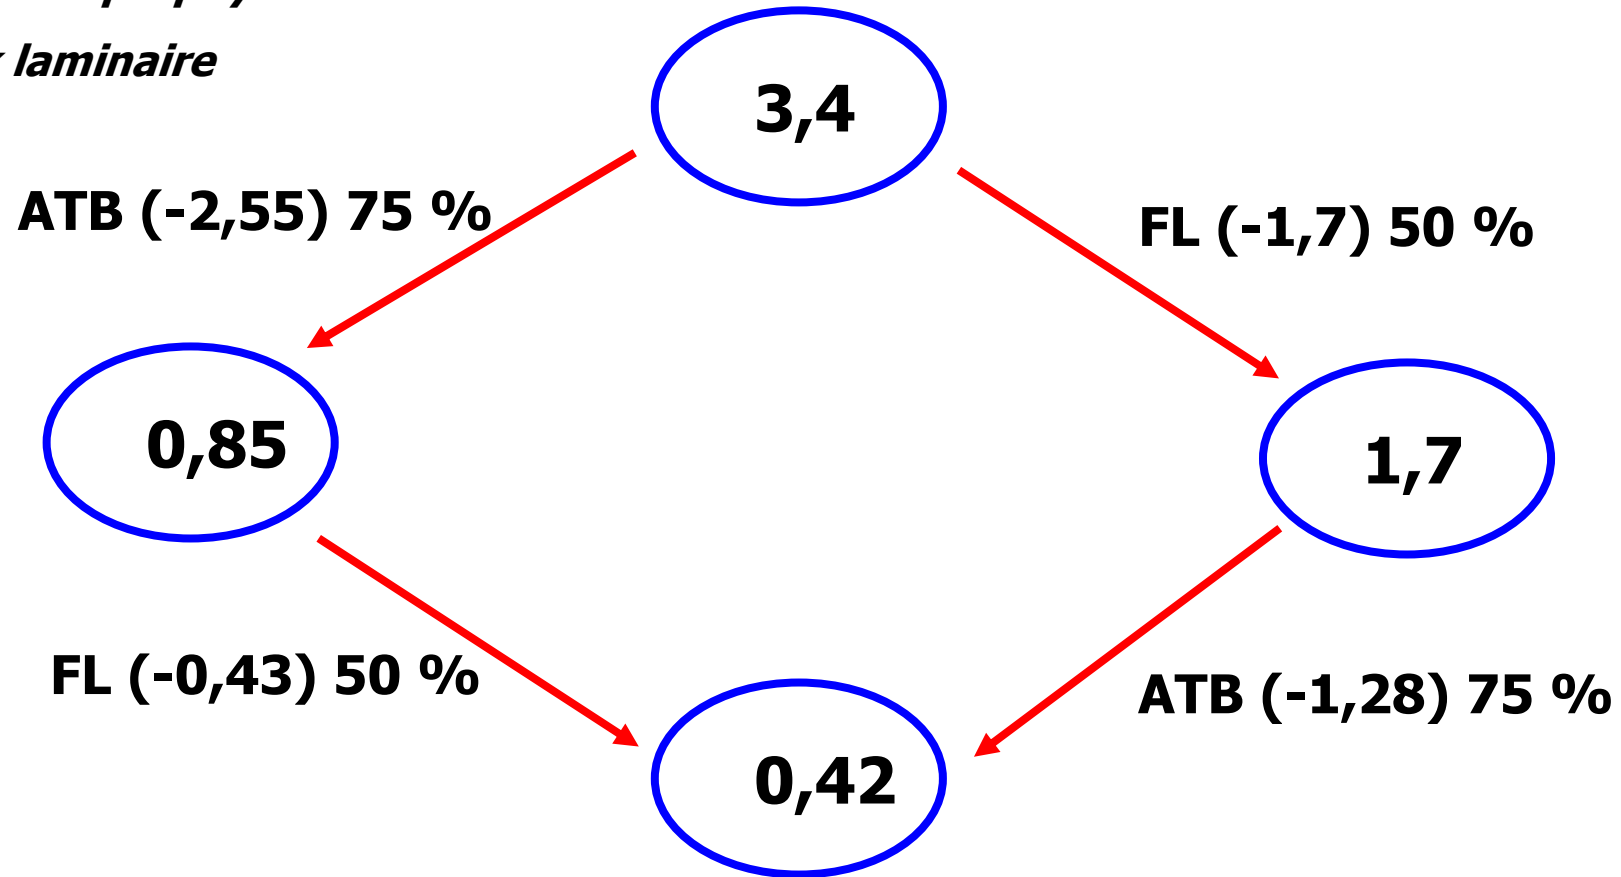 laminaire
3,4
ATB (-2,55) 75 %
FL (-1,7) 50 %
0,85
1,7
FL (-0,43) 50 %
ATB (-1,28) 75 %
0,42